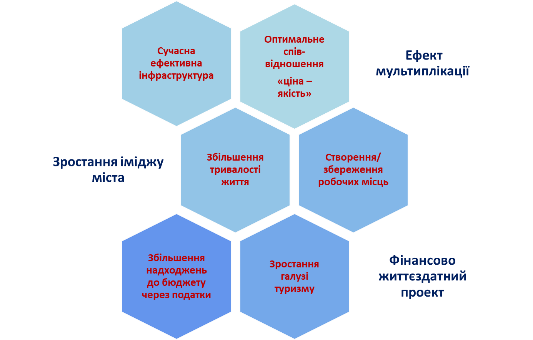 Сучасна
ефективна
інфраструктура
Оптимальне
спів-
відношення
«ціна –
якість»
Ефект
мультиплікації
Зростання іміджу
міста
Збільшення
тривалості
життя
Створення/
збереження
робочих місць
Збільшення
надходжень
до бюджету
через податки
Зростання
галузі
туризму
Фінансово
життєздатний
проект